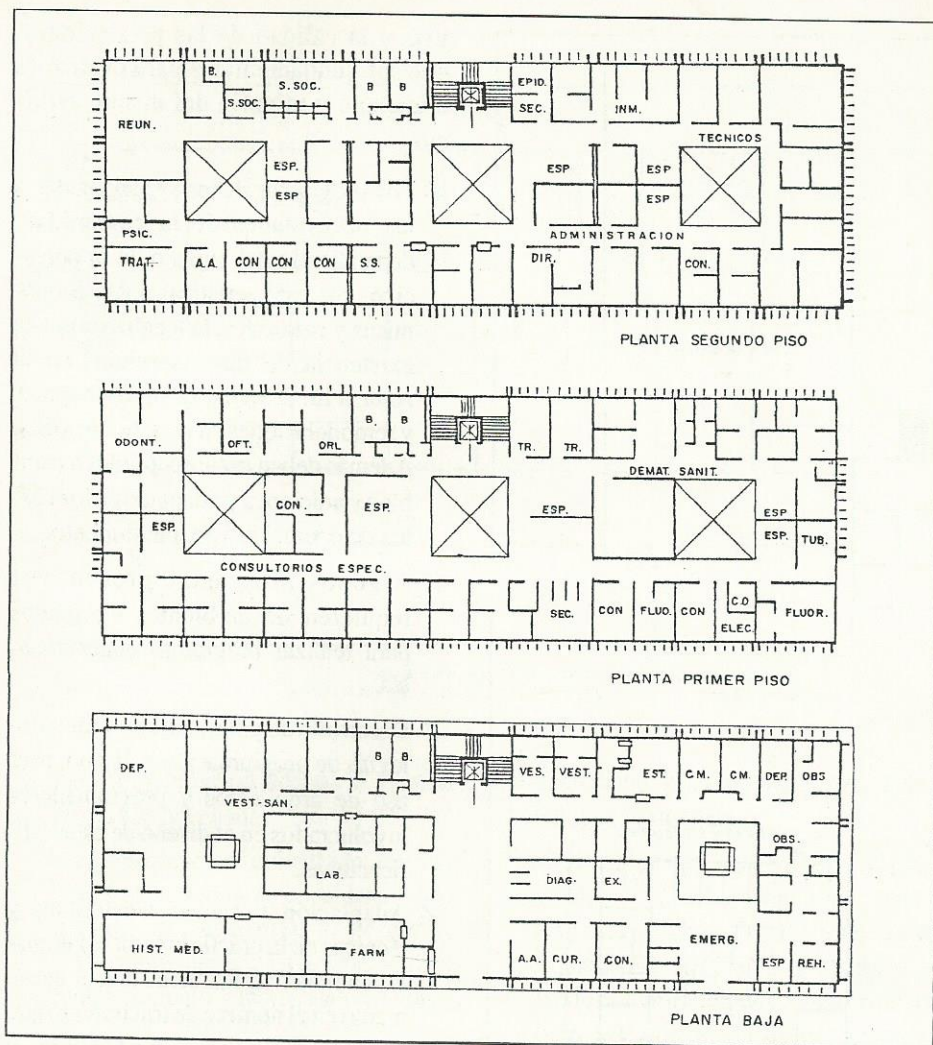 B.
S.SOC.
B B
EPID.
S.SOC.
SEC.
INM.
REUN.
TECNICOS
ESP.
ESP
ESP
ESP.
ESP
PSIC.
ADMINISTRACION
TRAT.
A.A.
CON
CON
CON
S.S.
DIR.
CON.
PLANTA SEGUNDO PISO
B. B
ODONT.
OFT.
ORL
TR.
TR.
DEMAT. SANIT.
CON.
ESP.
ESP.
ESP.
ESP
ESP.
TUB.
CONSULTORIOS ESPEC.
SEC.
CON
FLUO.
CON
C.O
ELEC.
FLUOR.
PLANTA PRIMER PISO
B B.
DEP.
VES.
VEST.
EST.
C.M.
C.M.
DEP.
OBS
VEST-SAN.
OBS.
LAB.
DIAG.
EX.
EMERG.
HIST. MED.
FARM
A.A.
CUR.
CON.
ESP
REH.
PLANTA BAJA